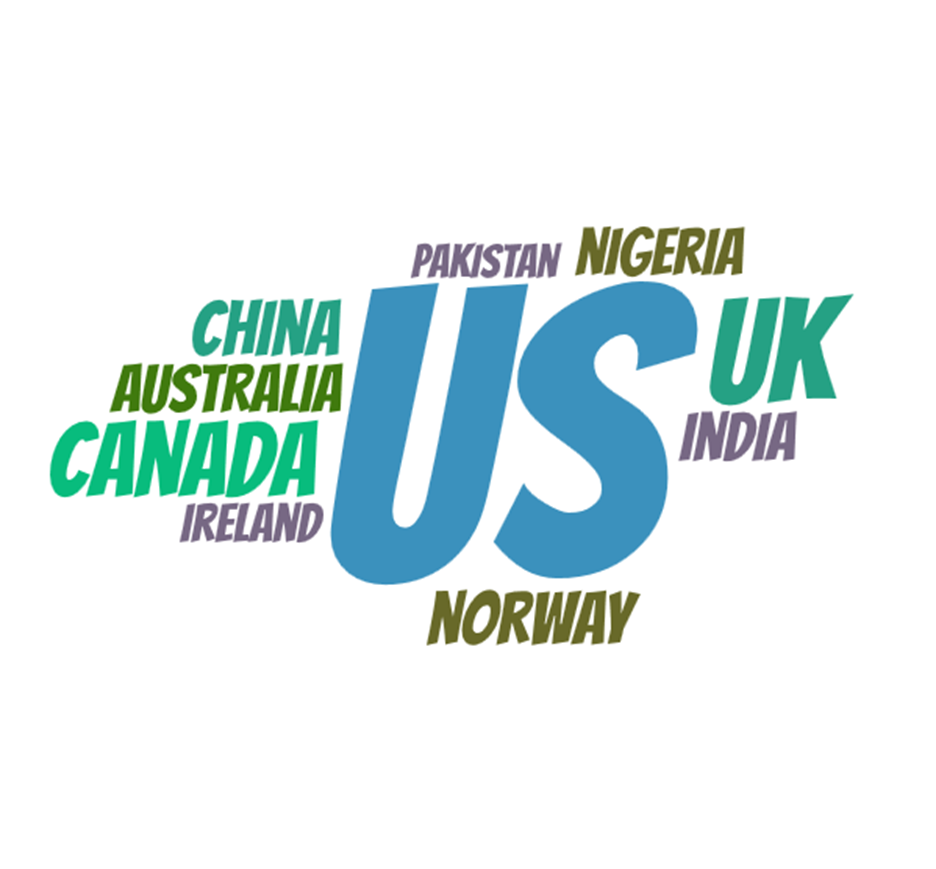 PAKISTAN NIGERIA
CHINA
US
UK
AUSTRALIA
CANADA
INDIA
IRELAND
NORWAY